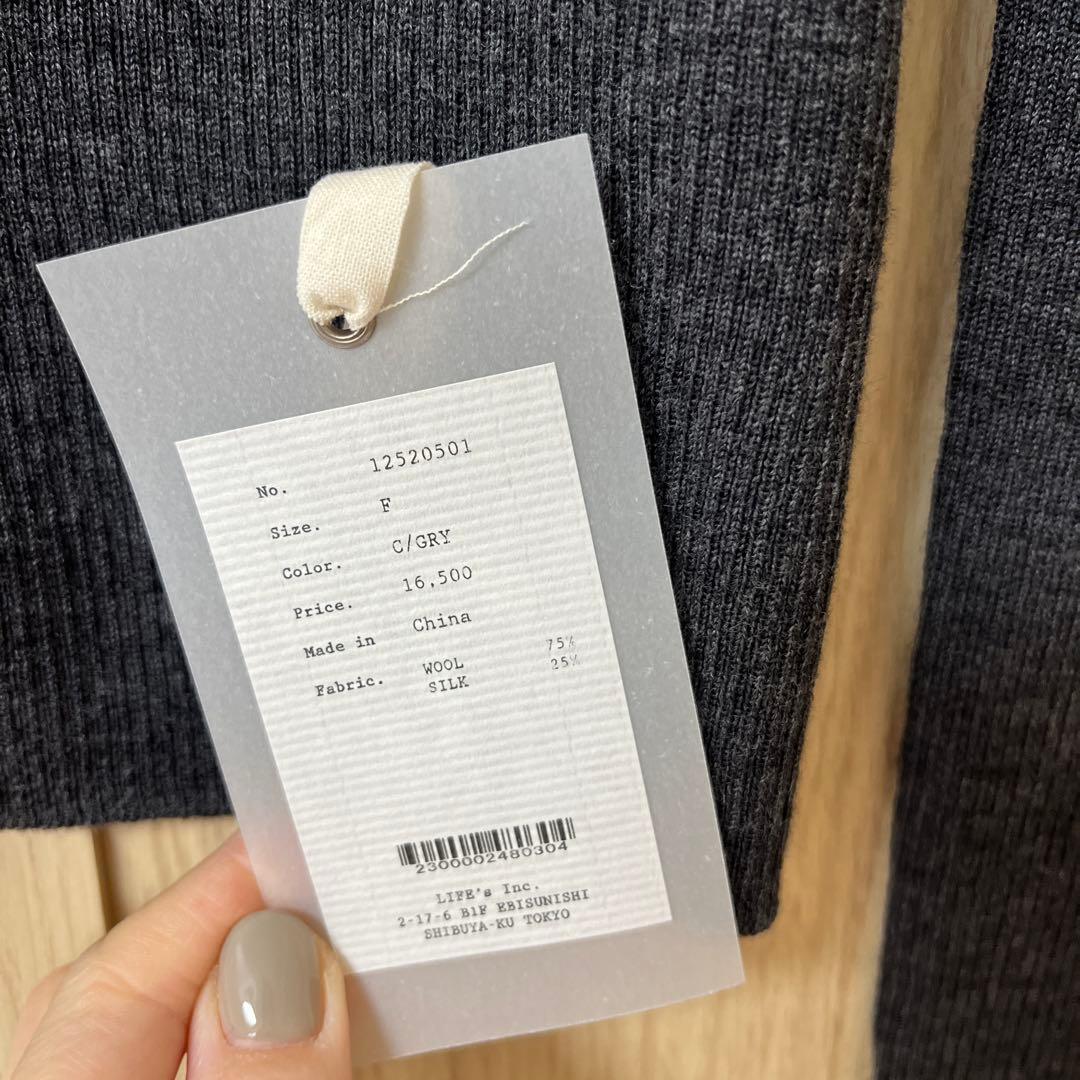 No. 12520501
Size. F
Color. C/GRY
Price. 16,500
Made in China
Fabric. WOOL 75%
SILK 25%
2300002480304
LIFE's Inc.
2-17-6 B1F EBISUNISHI
SHIBUYA-KU TOKYO